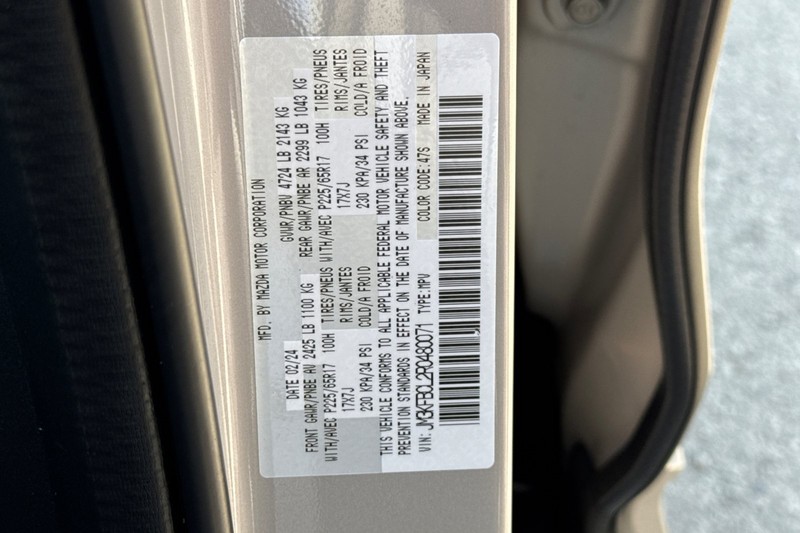 MFD. BY MAZDA MOTOR CORPORATION
DATE 02/24 GVWR/PNBV 4724 LB 2143 KG
FRONT GAWR/PNBE AV 2425 LB 1100 KG REAR GAWR/PNBE AR 2299 LB 1043 KG
WITH/AVEC P225/65R17 100H TIRES/PNEUS WITH/AVEC P225/65R17 100H TIRES/PNEUS
17X7J RIMS/JANTES 17X7J RIMS/JANTES
230 KPA/34 PSI COLD/A FROID 230 KPA/34 PSI COLD/A FROID
THIS VEHICLE CONFORMS TO ALL APPLICABLE FEDERAL MOTOR VEHICLE SAFETY AND THEFT
PREVENTION STANDARDS IN EFFECT ON THE DATE OF MANUFACTURE SHOWN ABOVE.
VIN: JM3KFBCL2R0480071 TYPE:MPV COLOR CODE:47S MADE IN JAPAN